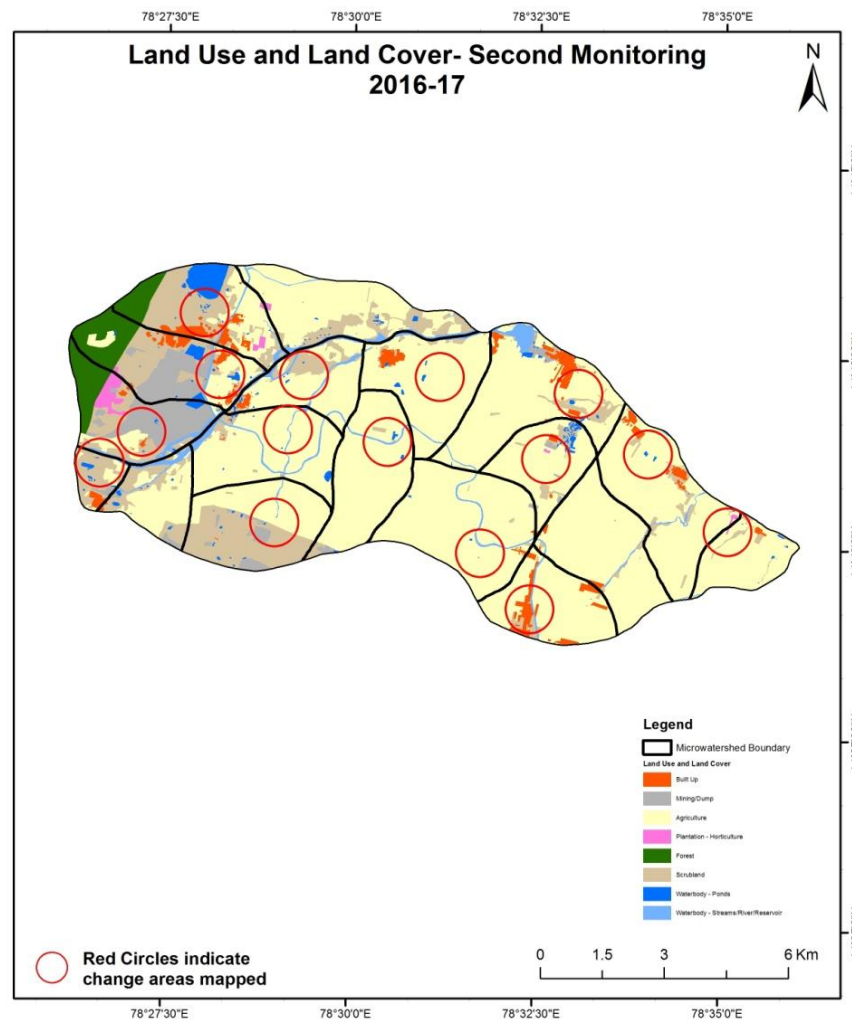 78°27'30"E 78°30'0"E 78°32'30"E 78°35'0"E
Land Use and Land Cover- Second Monitoring
2016-17
N
Legend
Microwatershed Boundary
Land Use and Land Cover
Built Up
Mining/Dump
Agriculture
Plantation - Horticulture
Forest
Scrubland
Waterbody - Ponds
Waterbody - Streams/River/Reservoir
Red Circles indicate
change areas mapped
0 1.5 3 6 Km
78°27'30"E 78°30'0"E 78°32'30"E 78°35'0"E